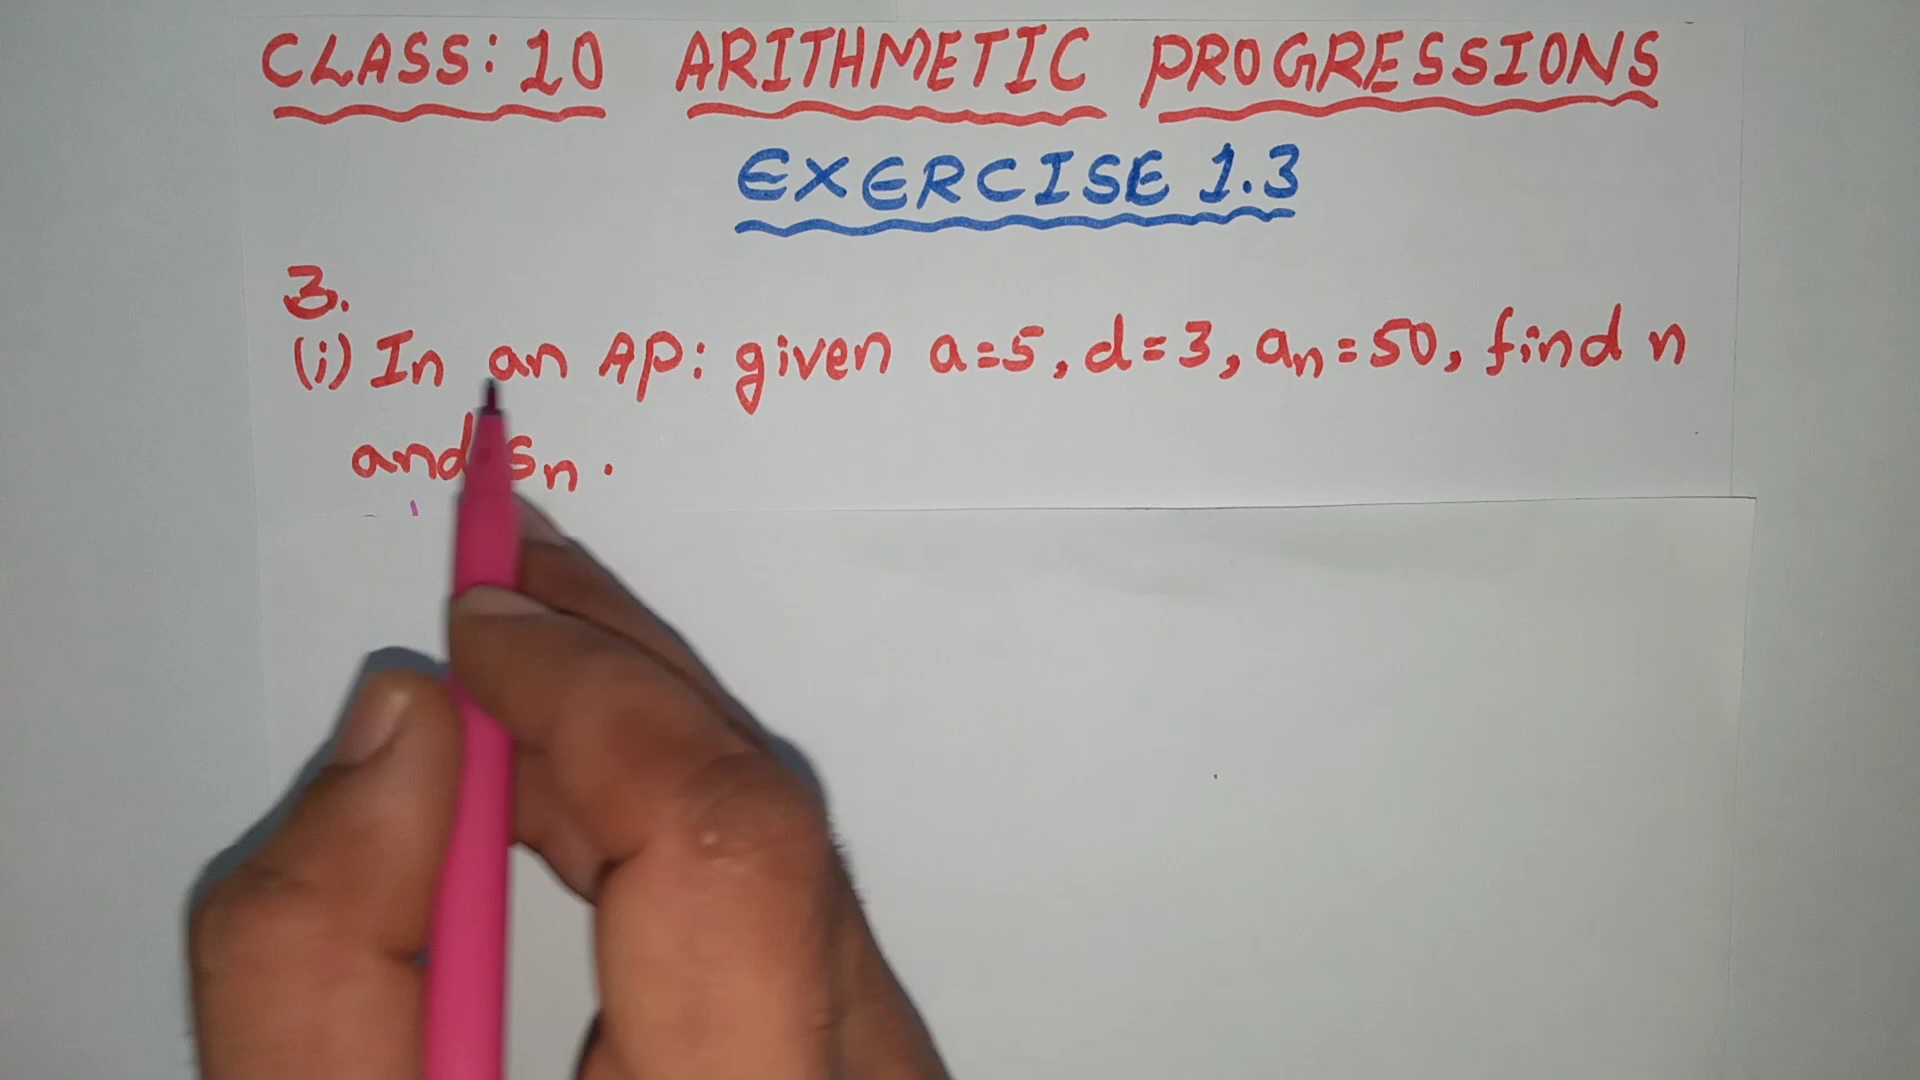 CLASS: 10 ARITHMETIC PROGRESSIONS
EXERCISE 1.3
3.
(i) In an AP: given a=5, d=3, an=50, find n
and Sn.